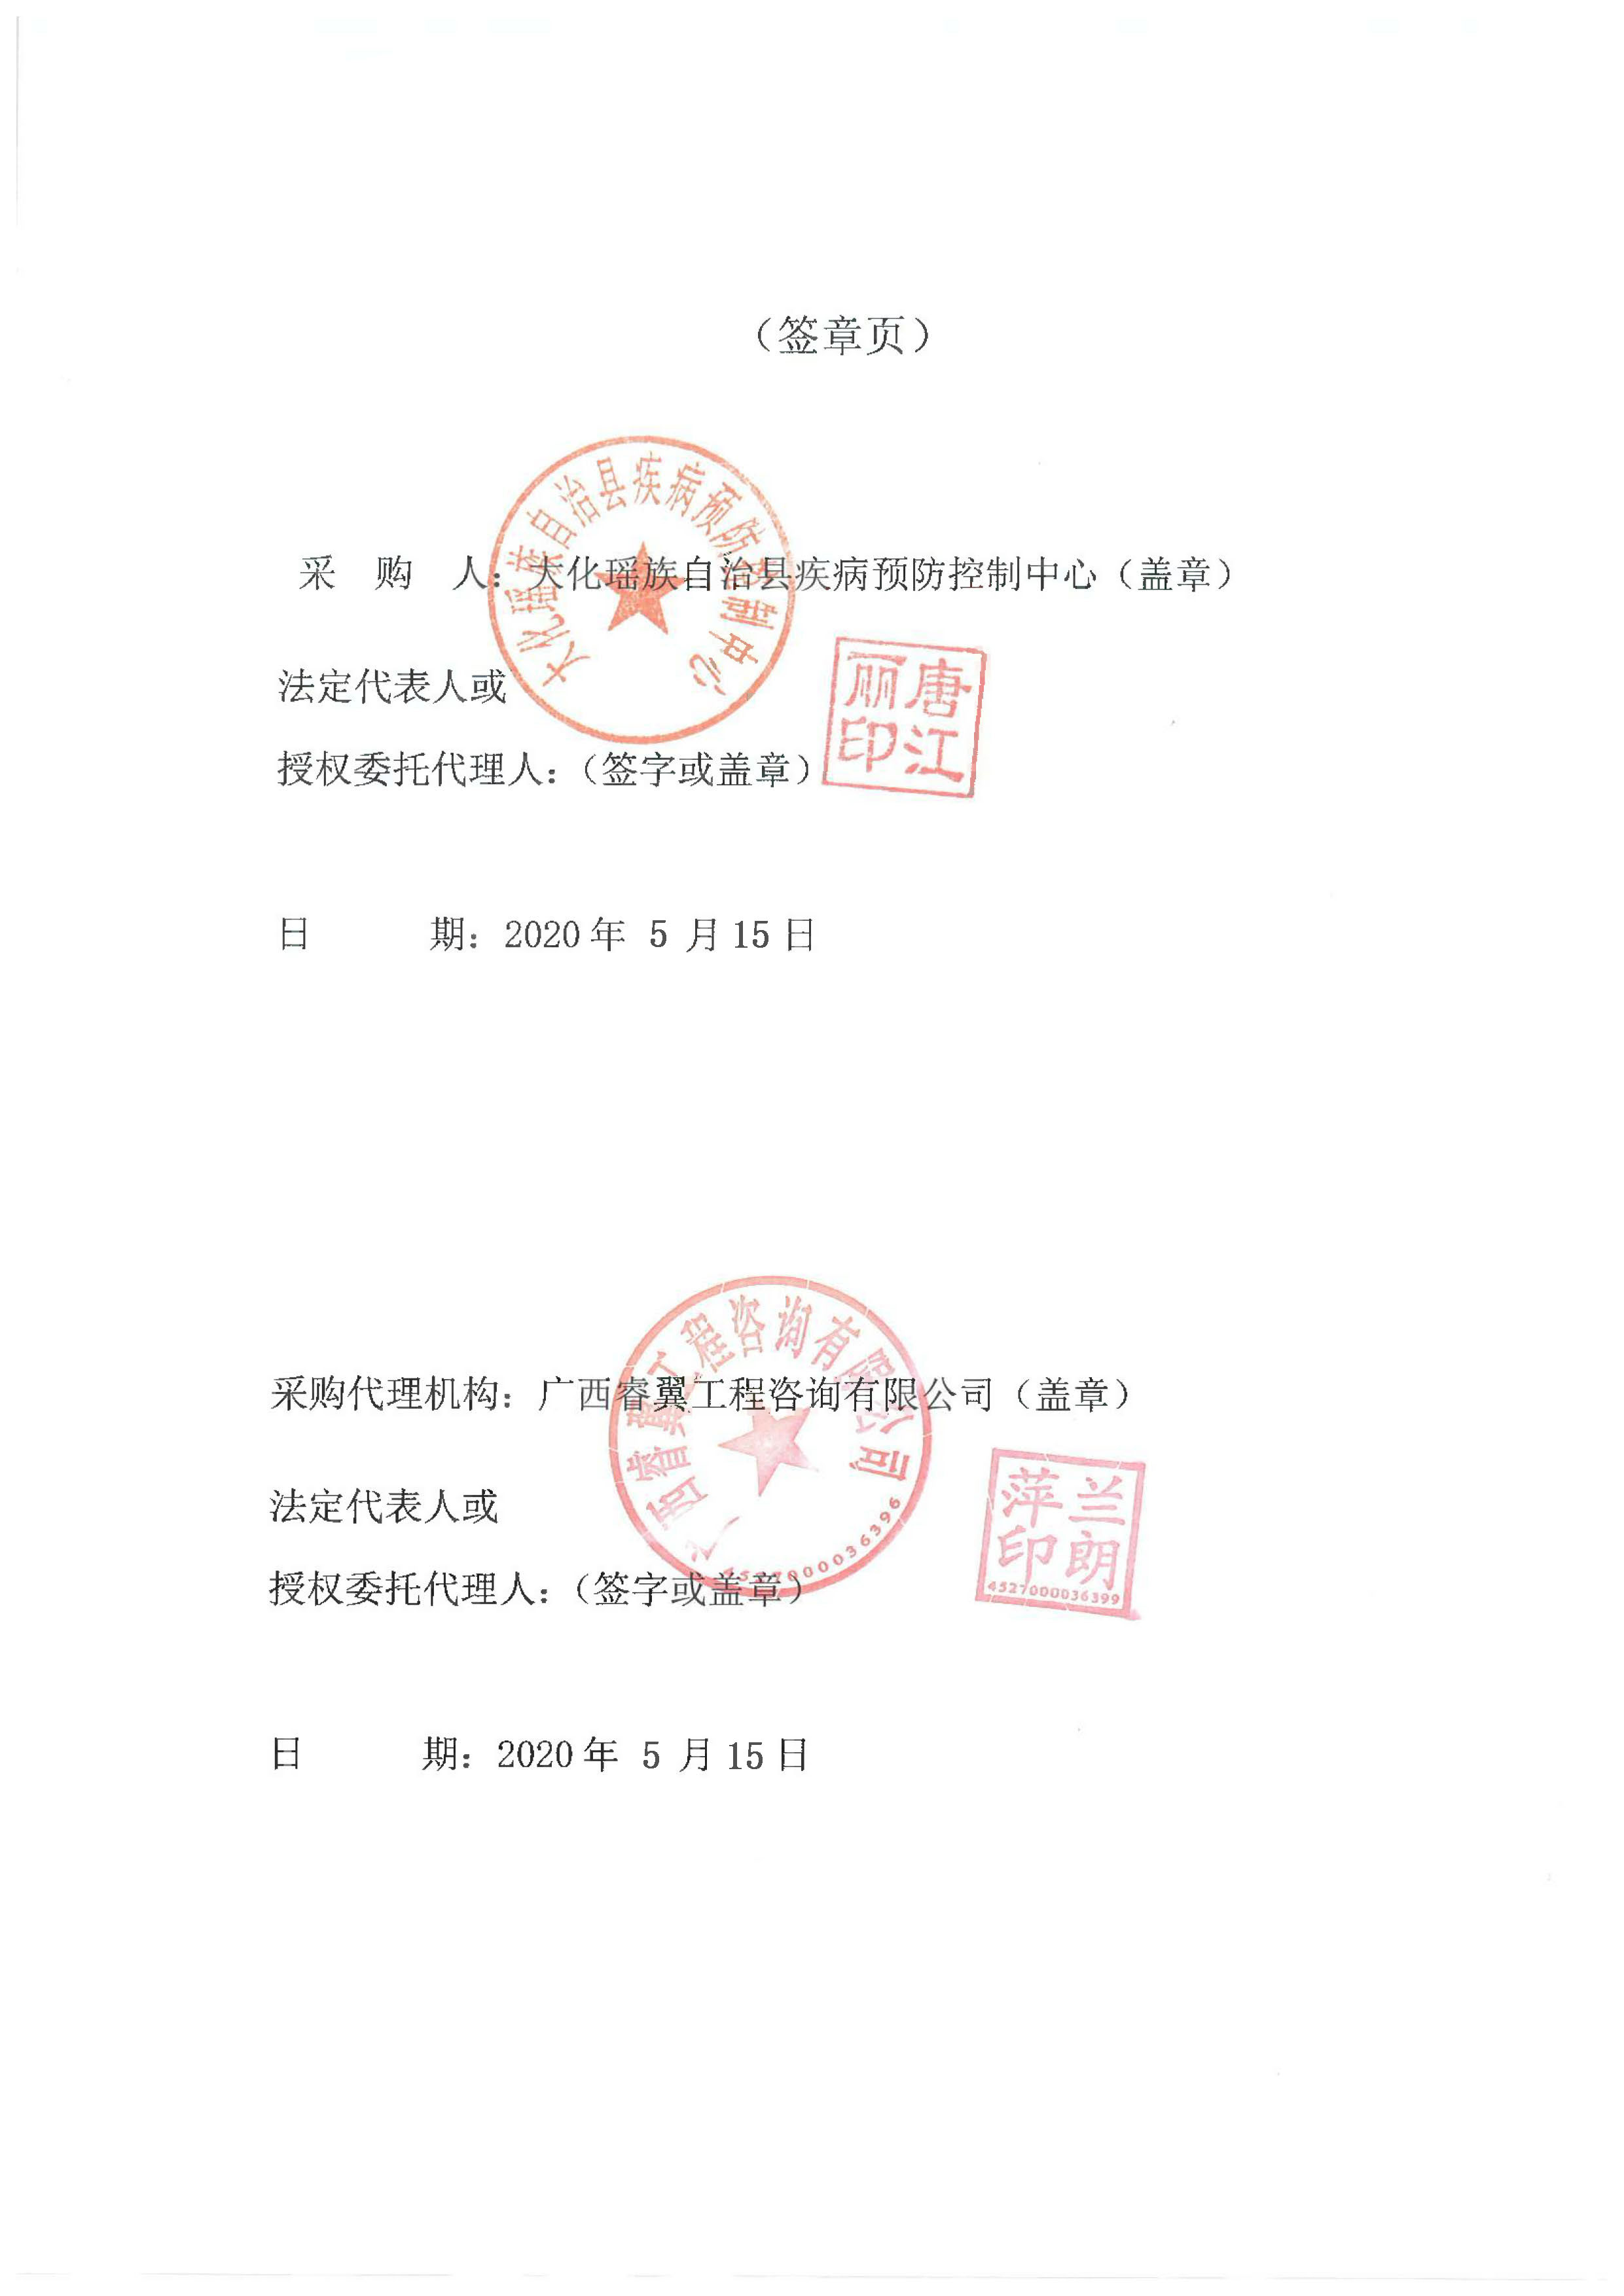 （签章页）
采 购 人：大化瑶族自治县疾病预防控制中心（盖章）
大化瑶族自治县疾病预防控制中心
法定代表人或
授权委托代理人：（签字或盖章）
唐江
丽印
日 期：2020年 5 月 15 日
采购代理机构：广西睿翼工程咨询有限公司（盖章）
广西睿翼工程咨询有限公司
4527000036396
法定代表人或
授权委托代理人：（签字或盖章）
兰朗
萍印
4527000036399
日 期：2020年 5 月 15 日